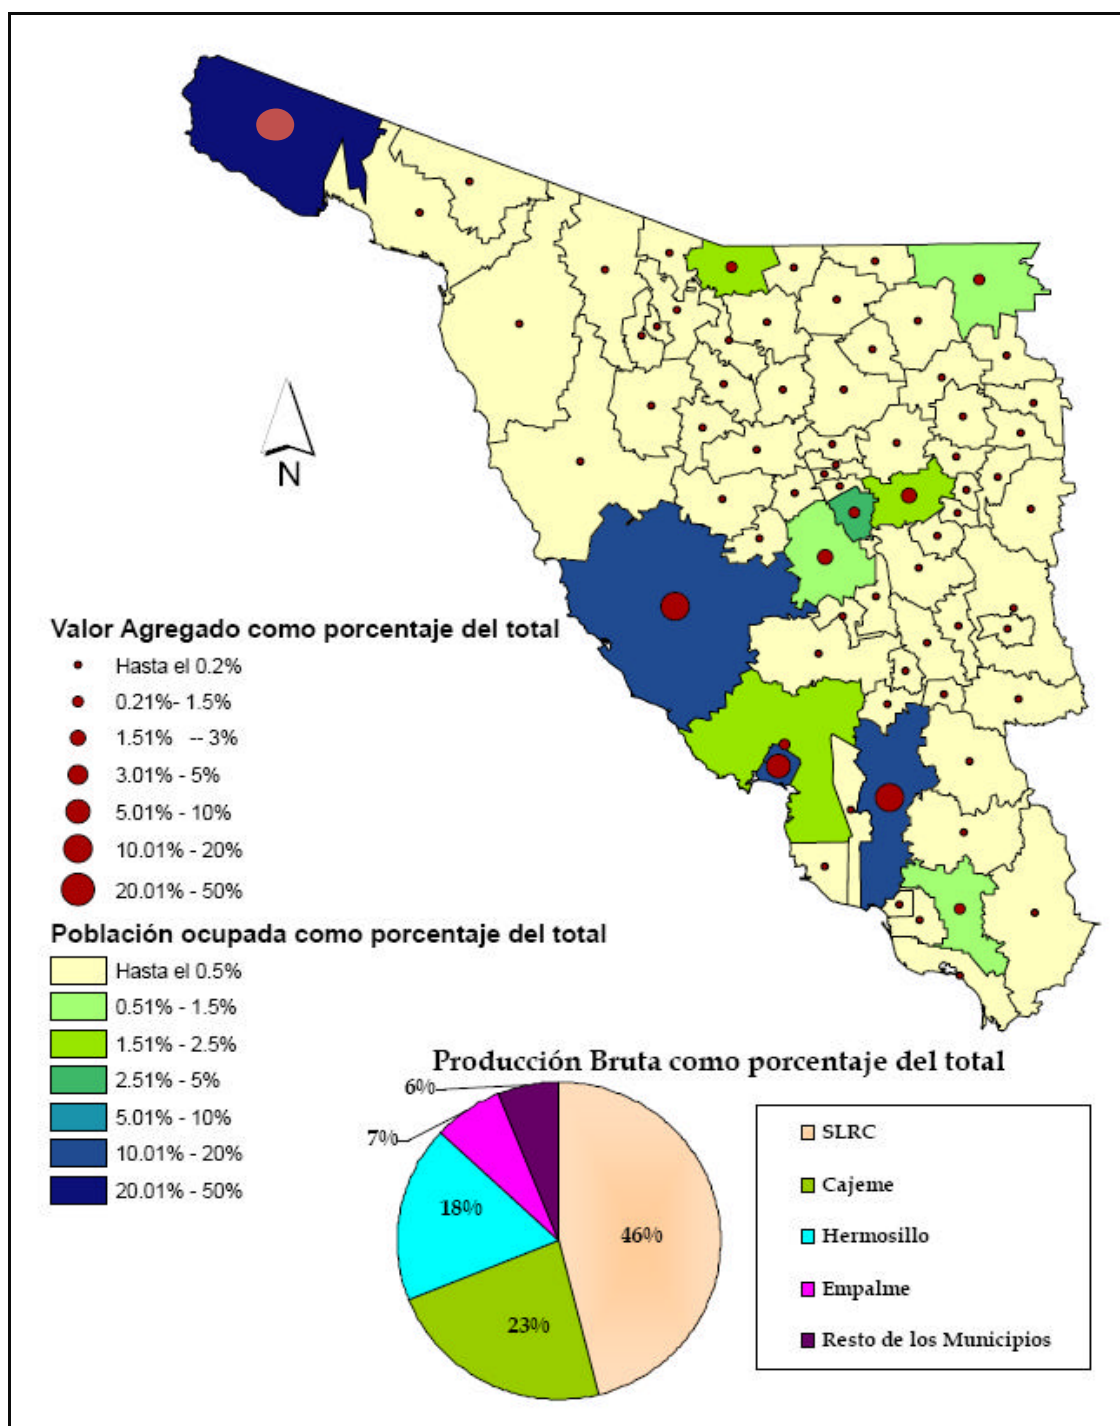 N
Valor Agregado como porcentaje del total
Hasta el 0.2%
0.21%- 1.5%
1.51% -- 3%
3.01% - 5%
5.01% - 10%
10.01% - 20%
20.01% - 50%
Población ocupada como porcentaje del total
Hasta el 0.5%
0.51% - 1.5%
1.51% - 2.5%
2.51% - 5%
5.01% - 10%
10.01% - 20%
20.01% - 50%
Producción Bruta como porcentaje del total
6%
7%
18%
46%
23%
SLRC
Cajeme
Hermosillo
Empalme
Resto de los Municipios